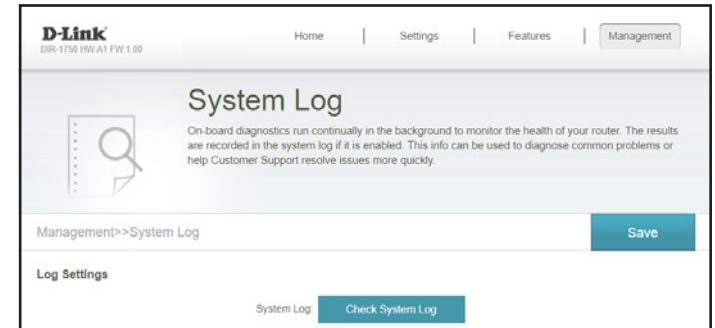 D-Link
DIR-1750 HW:A1 FW:1.00
Home | Settings | Features | Management
System Log
On-board diagnostics run continually in the background to monitor the health of your router. The results
are recorded in the system log if it is enabled. This info can be used to diagnose common problems or
help Customer Support resolve issues more quickly.
Management>>System Log
Save
Log Settings
System Log: Check System Log